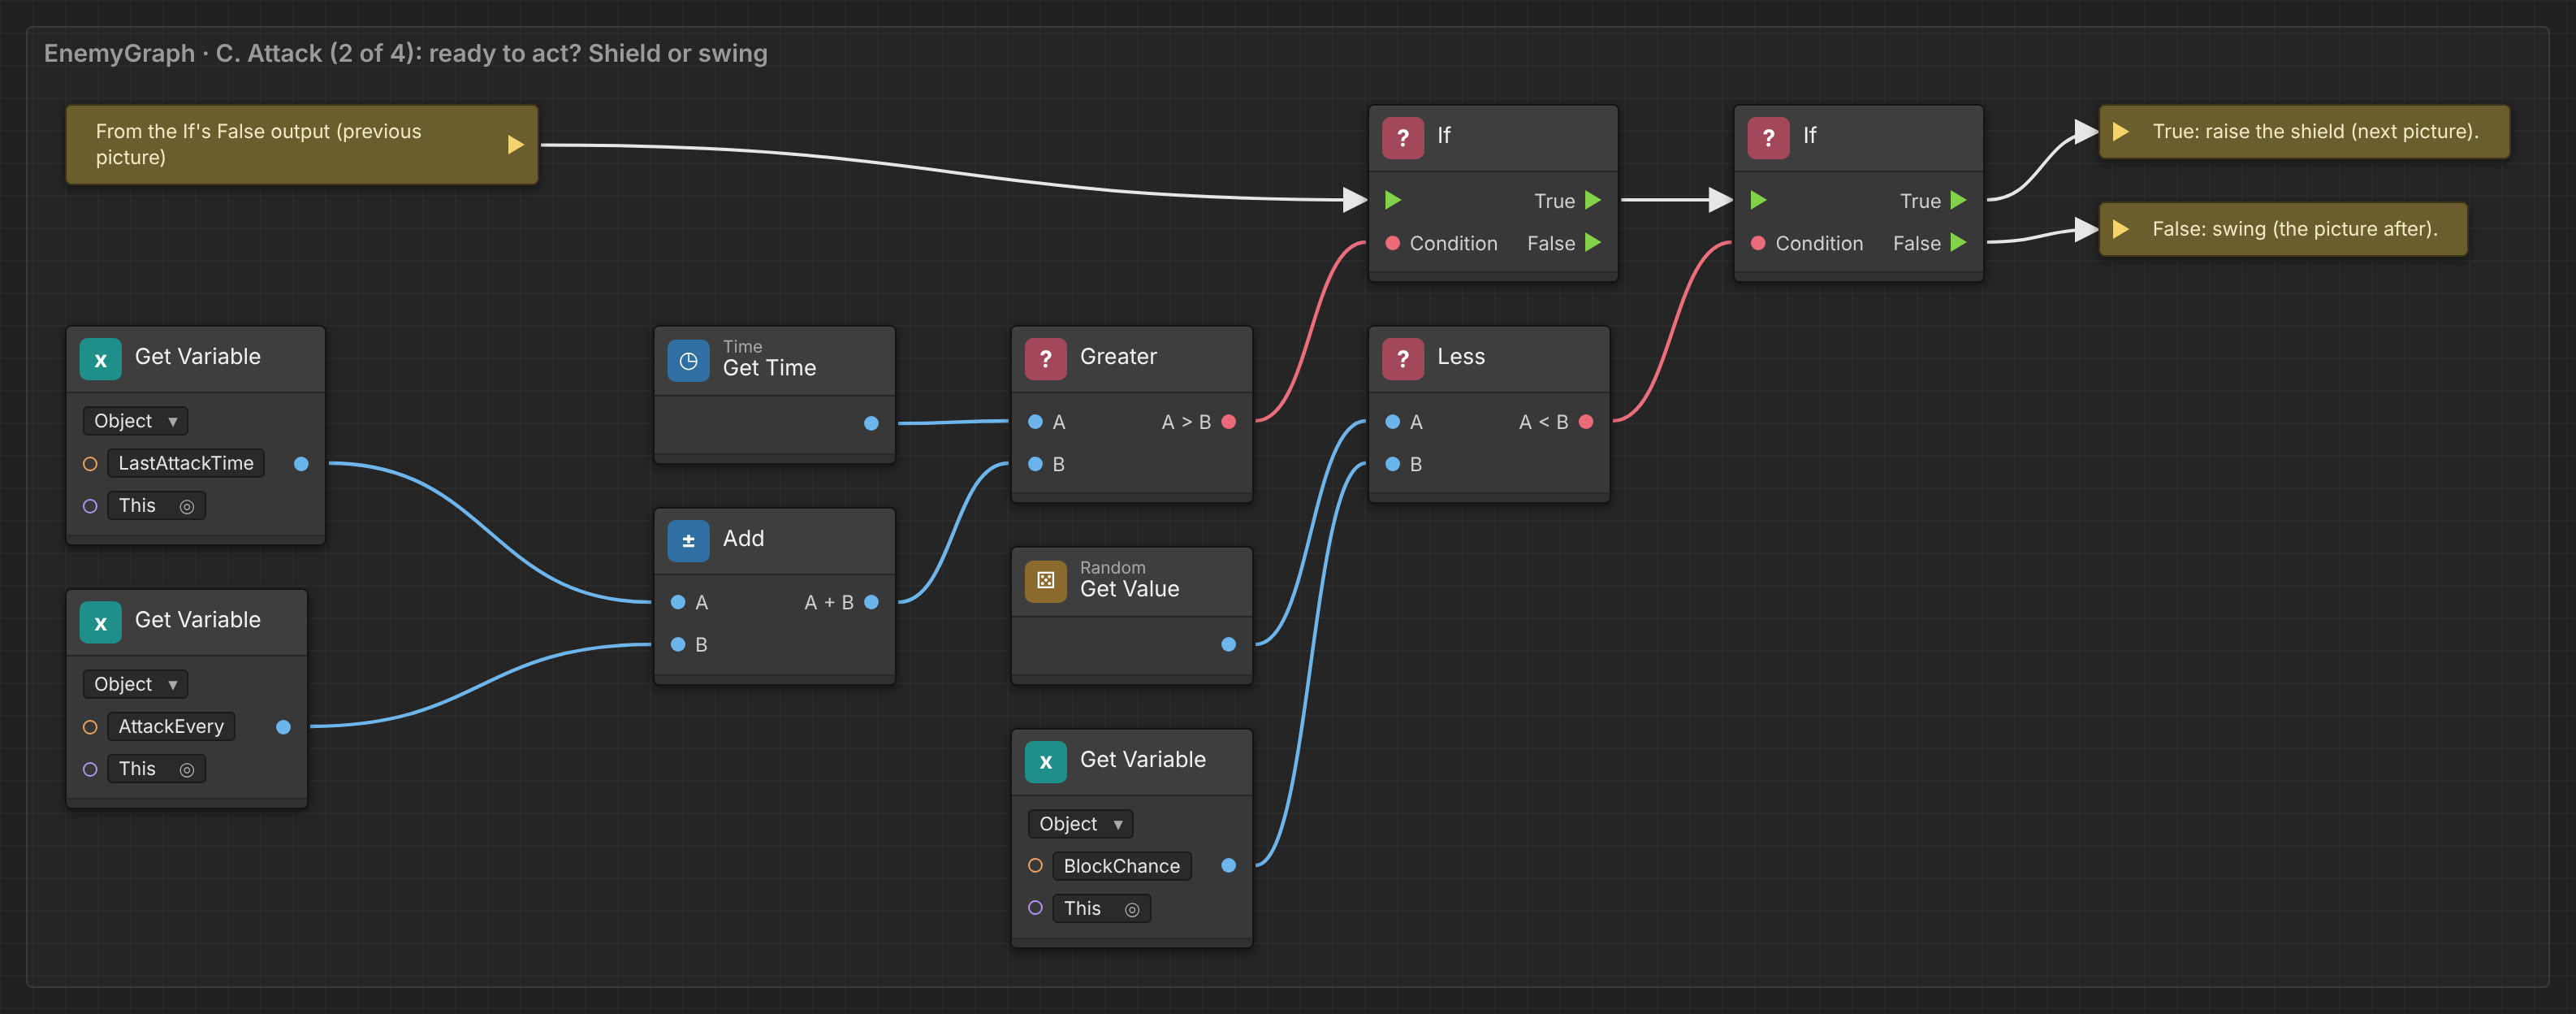 EnemyGraph · C. Attack (2 of 4): ready to act? Shield or swing
From the If's False output (previous
picture)
? If
True
Condition False
? If
True
Condition False
True: raise the shield (next picture).
False: swing (the picture after).
x Get Variable
Object ▾
LastAttackTime
This
Time
Get Time
? Greater
A A > B
B
? Less
A A < B
B
± Add
A A + B
B
Random
Get Value
x Get Variable
Object ▾
AttackEvery
This
x Get Variable
Object ▾
BlockChance
This